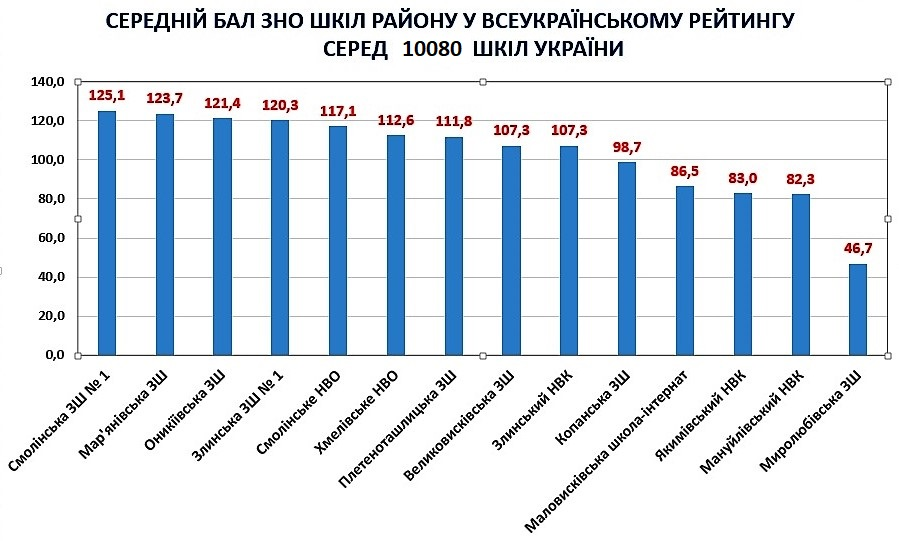 СЕРЕДНІЙ БАЛ ЗНО ШКІЛ РАЙОНУ У ВСЕУКРАЇНСЬКОМУ РЕЙТИНГУ
СЕРЕД 10080 ШКІЛ УКРАЇНИ
140,0
120,0
100,0
80,0
60,0
40,0
20,0
0,0
125,1
123,7
121,4
120,3
117,1
112,6
111,8
107,3
107,3
98,7
86,5
83,0
82,3
46,7
Смолінська ЗШ № 1
Мар'янівська ЗШ
Оникіївська ЗШ
Злинська ЗШ № 1
Смолінське НВО
Хмелівське НВО
Плетеноташлицька ЗШ
Великовисківська ЗШ
Злинський НВК
Копанська ЗШ
Маловисківська школа-інтернат
Якимівський НВК
Мануйлівський НВК
Миролюбівська ЗШ